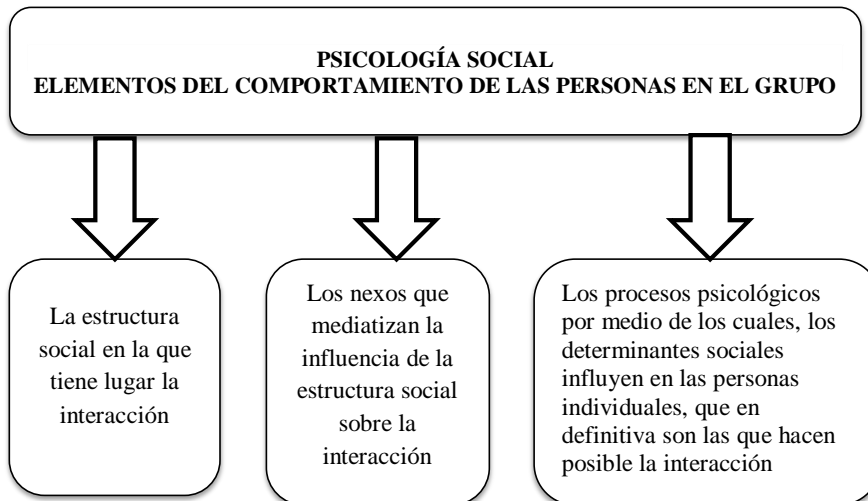 PSICOLOGÍA SOCIAL
ELEMENTOS DEL COMPORTAMIENTO DE LAS PERSONAS EN EL GRUPO
La estructura
social en la que
tiene lugar la
interacción
Los nexos que
mediatizan la
influencia de la
estructura social
sobre la
interacción
Los procesos psicológicos
por medio de los cuales, los
determinantes sociales
influyen en las personas
individuales, que en
definitiva son las que hacen
posible la interacción